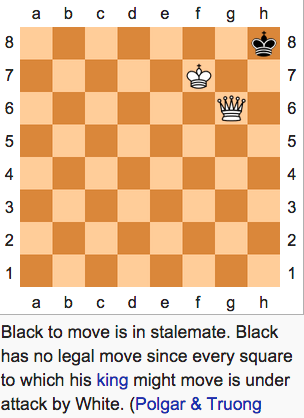 a b c d e f g h
8 8
7 7
6 6
5 5
4 4
3 3
2 2
1 1
a b c d e f g h
Black to move is in stalemate. Black
has no legal move since every square
to which his king might move is under
attack by White. (Polgar & Truong